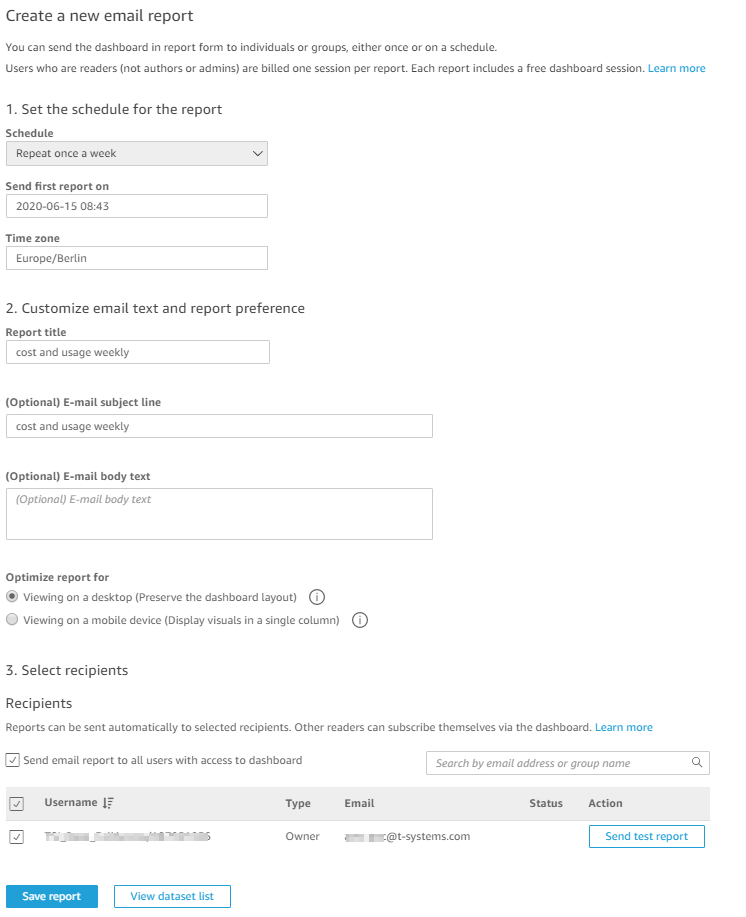 Create a new email report
You can send the dashboard in report form to individuals or groups, either once or on a schedule.
Users who are readers (not authors or admins) are billed one session per report. Each report includes a free dashboard session. Learn more
1. Set the schedule for the report
Schedule
Repeat once a week
Send first report on
2020-06-15 08:43
Time zone
Europe/Berlin
2. Customize email text and report preference
Report title
cost and usage weekly
(Optional) E-mail subject line
cost and usage weekly
(Optional) E-mail body text
(Optional) E-mail body text
Optimize report for
Viewing on a desktop (Preserve the dashboard layout)
Viewing on a mobile device (Display visuals in a single column)
3. Select recipients
Recipients
Reports can be sent automatically to selected recipients. Other readers can subscribe themselves via the dashboard. Learn more
Send email report to all users with access to dashboard
Search by email address or group name
Username Type Email Status Action
Owner @t-systems.com Send test report
Save report View dataset list